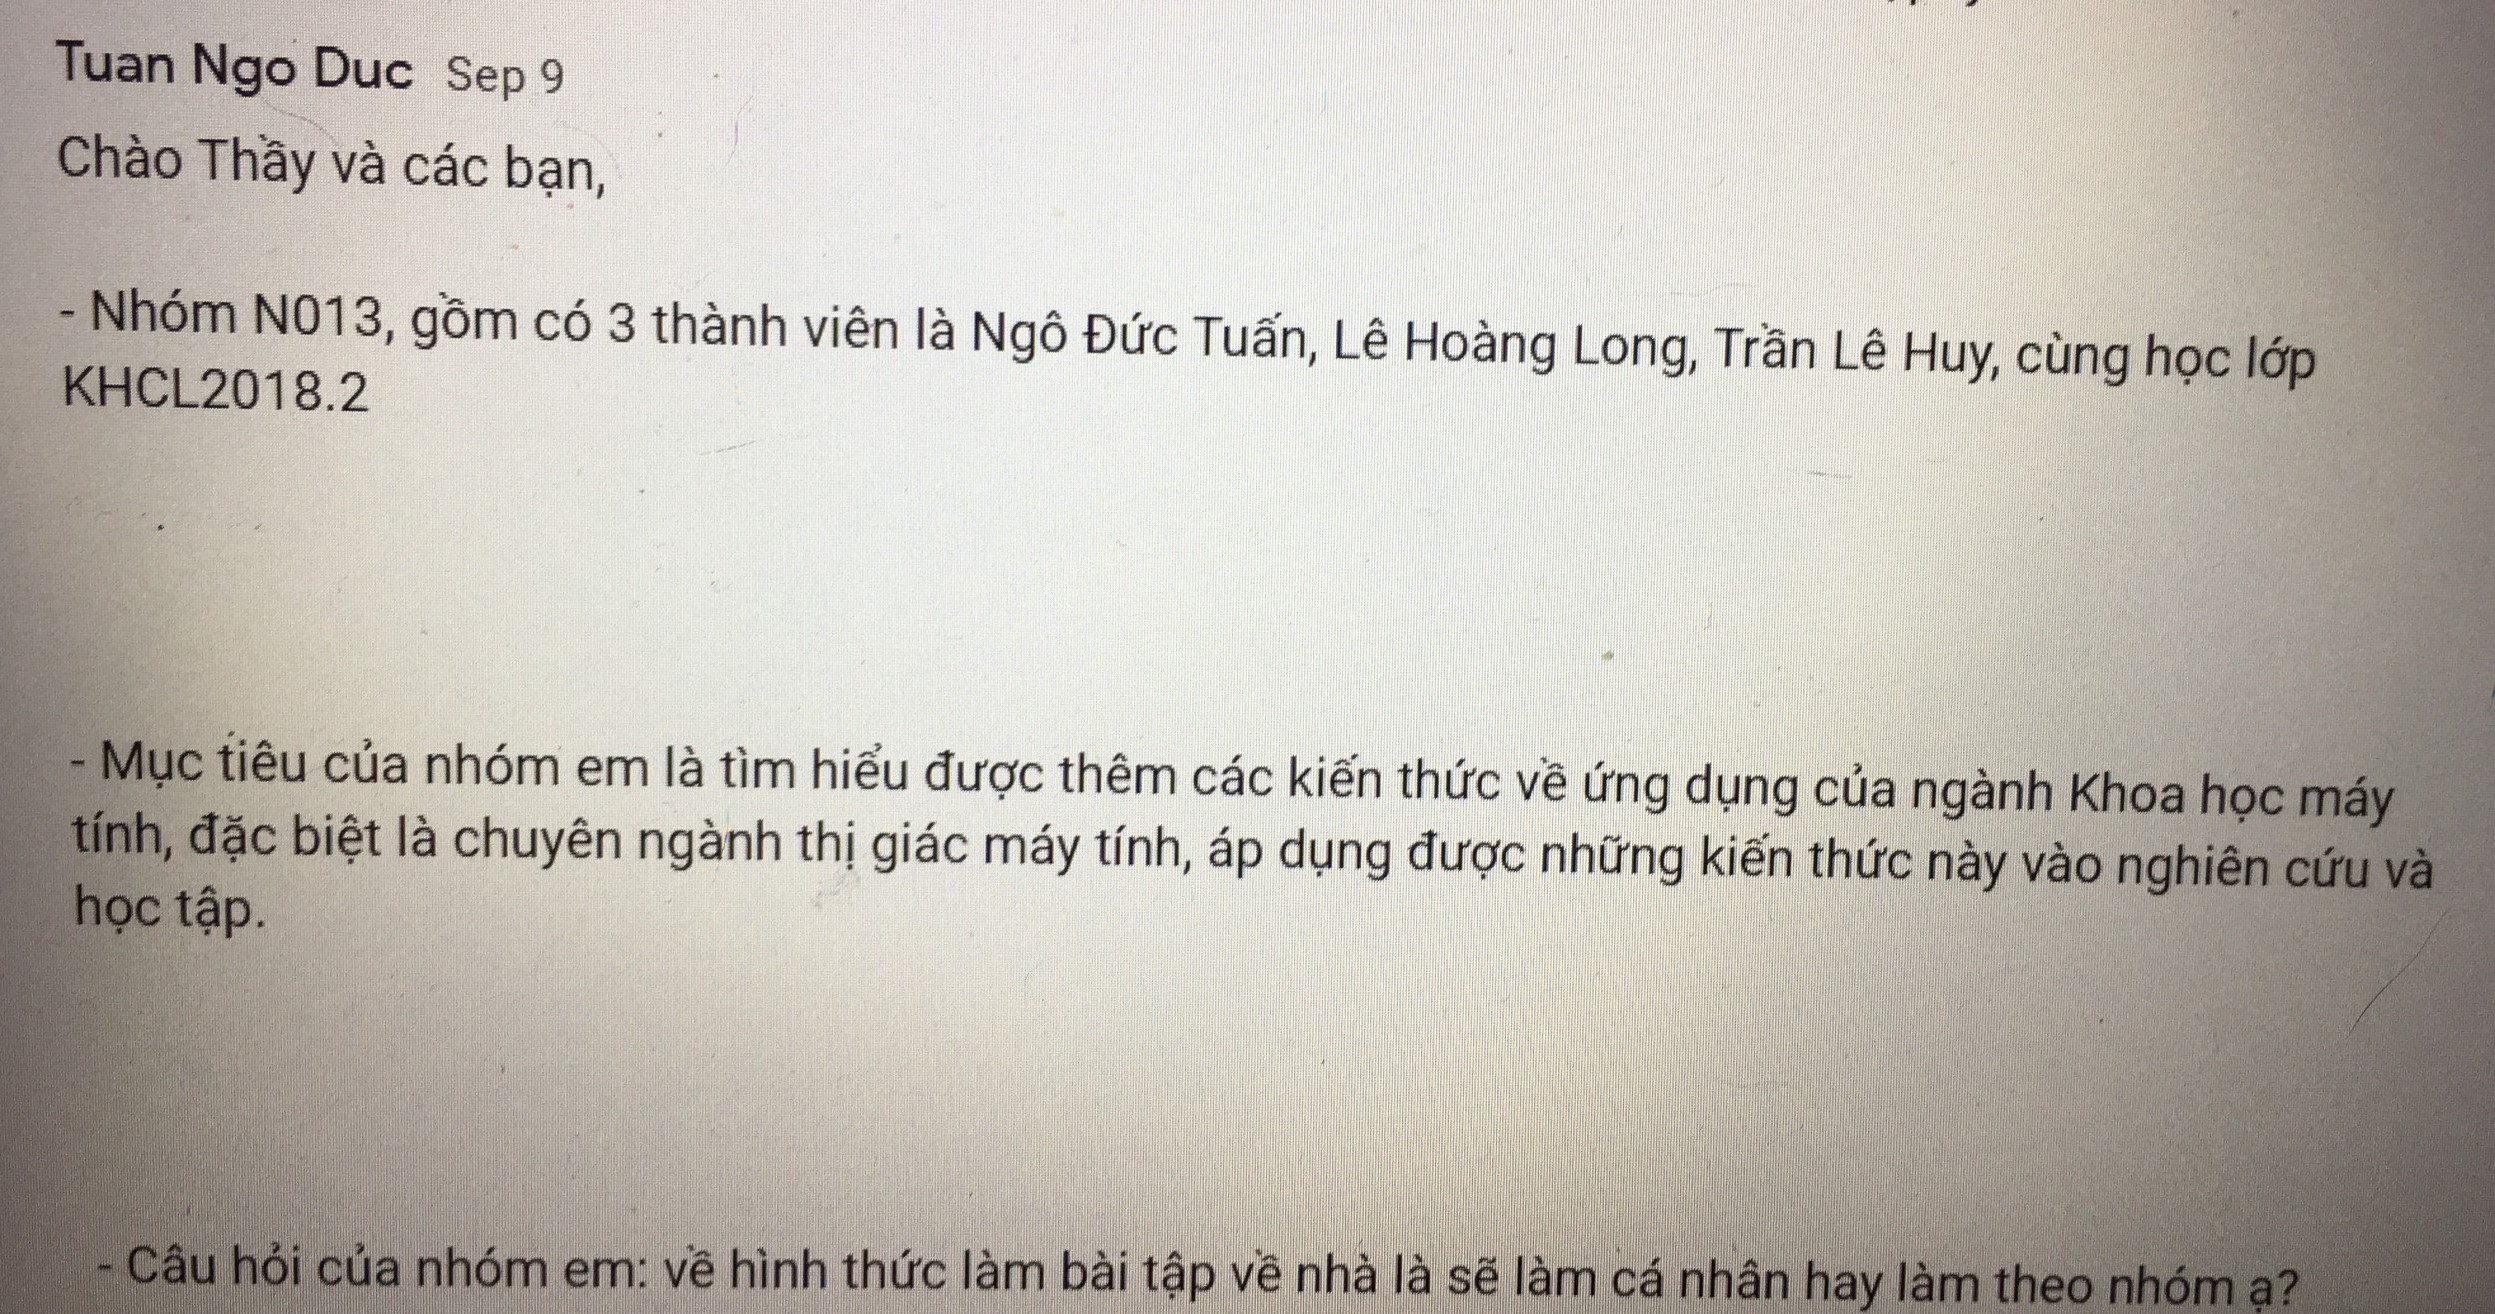 Tuan Ngo Duc Sep 9
Chào Thầy và các bạn,
- Nhóm N013, gồm có 3 thành viên là Ngô Đức Tuấn, Lê Hoàng Long, Trần Lê Huy, cùng học lớp
KHCL2018.2
- Mục tiêu của nhóm em là tìm hiểu được thêm các kiến thức về ứng dụng của ngành Khoa học máy
tính, đặc biệt là chuyên ngành thị giác máy tính, áp dụng được những kiến thức này vào nghiên cứu và
học tập.
- Câu hỏi của nhóm em: về hình thức làm bài tập về nhà là sẽ làm cá nhân hay làm theo nhóm ạ?